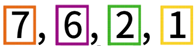 7, 6, 2, 1